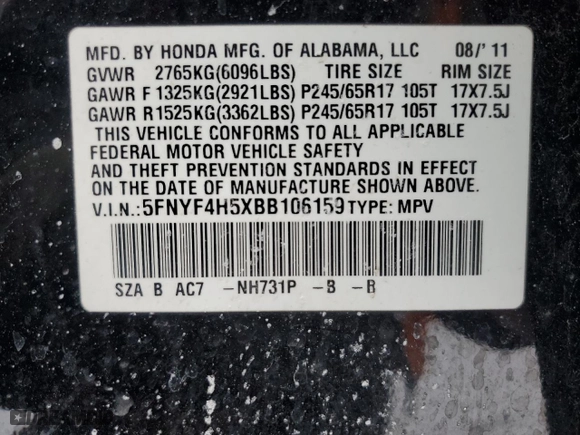 MFD. BY HONDA MFG. OF ALABAMA, LLC 08/'11
GVWR 2765KG(6096LBS) TIRE SIZE RIM SIZE
GAWR F 1325KG(2921LBS) P245/65R17 105T 17X7.5J
GAWR R 1525KG(3362LBS) P245/65R17 105T 17X7.5J
THIS VEHICLE CONFORMS TO ALL APPLICABLE
FEDERAL MOTOR VEHICLE SAFETY
AND THEFT PREVENTION STANDARDS IN EFFECT
ON THE DATE OF MANUFACTURE SHOWN ABOVE.
V.I.N.:5FNYF4H5XBB106159 TYPE: MPV
SZA B AC7 -NH731P -B -R